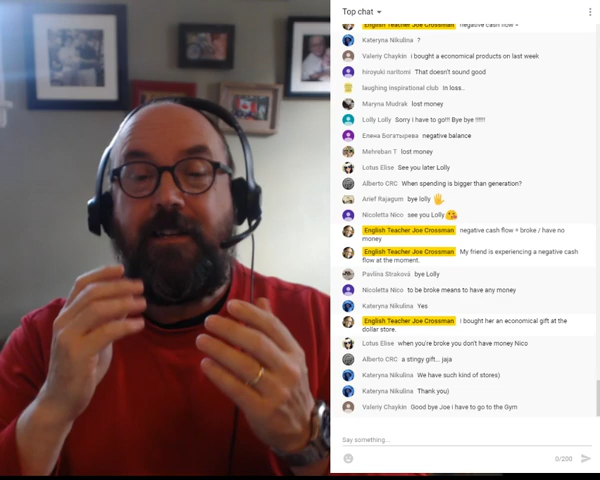 Top chat
English Teacher Joe Crossman negative cash flow =
Kateryna Nikulina ?
Valeriy Chaykin i bought a economical products on last week
hiroyuki naritomi That doesn't sound good
laughing inspirational club In loss..
Maryna Mudrak lost money
Lolly Lolly Sorry I have to go!!! Bye bye !!!!!!
Елена Богатырева negative balance
Mehreban T lost money
Lotus Elise See you later Lolly
Alberto CRC When spending is bigger than generation?
Arief Rajagum bye lolly
Nicoletta Nico see you Lolly
English Teacher Joe Crossman negative cash flow = broke / have no
money
English Teacher Joe Crossman My friend is experiencing a negative cash
flow at the moment.
Pavlína Straková bye Lolly
Nicoletta Nico to be broke means to have any money
Kateryna Nikulina Yes
English Teacher Joe Crossman I bought her an economical gift at the
dollar store.
Lotus Elise when you're broke you don't have money Nico
Alberto CRC a stingy gift... jaja
Kateryna Nikulina We have such kind of stores)
Kateryna Nikulina Thank you)
Valeriy Chaykin Good bye Joe i have to go to the Gym
Say something...
0/200